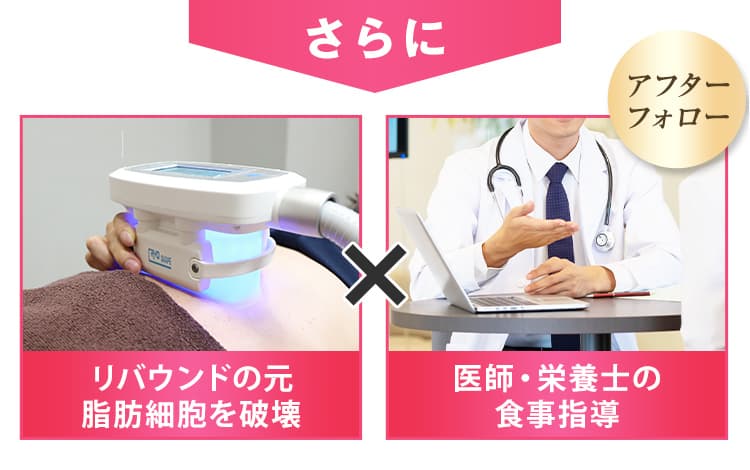 さらに
アフター
フォロー
リバウンドの元
脂肪細胞を破壊
医師・栄養士の
食事指導